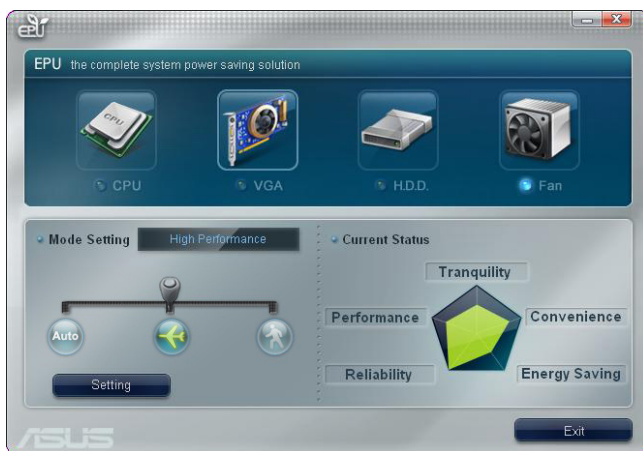 EPU
EPU the complete system power saving solution
CPU
CPU
VGA
H.D.D.
Fan
Mode Setting
High Performance
Auto
Setting
Current Status
Tranquility
Performance
Convenience
Reliability
Energy Saving
ASUS
Exit